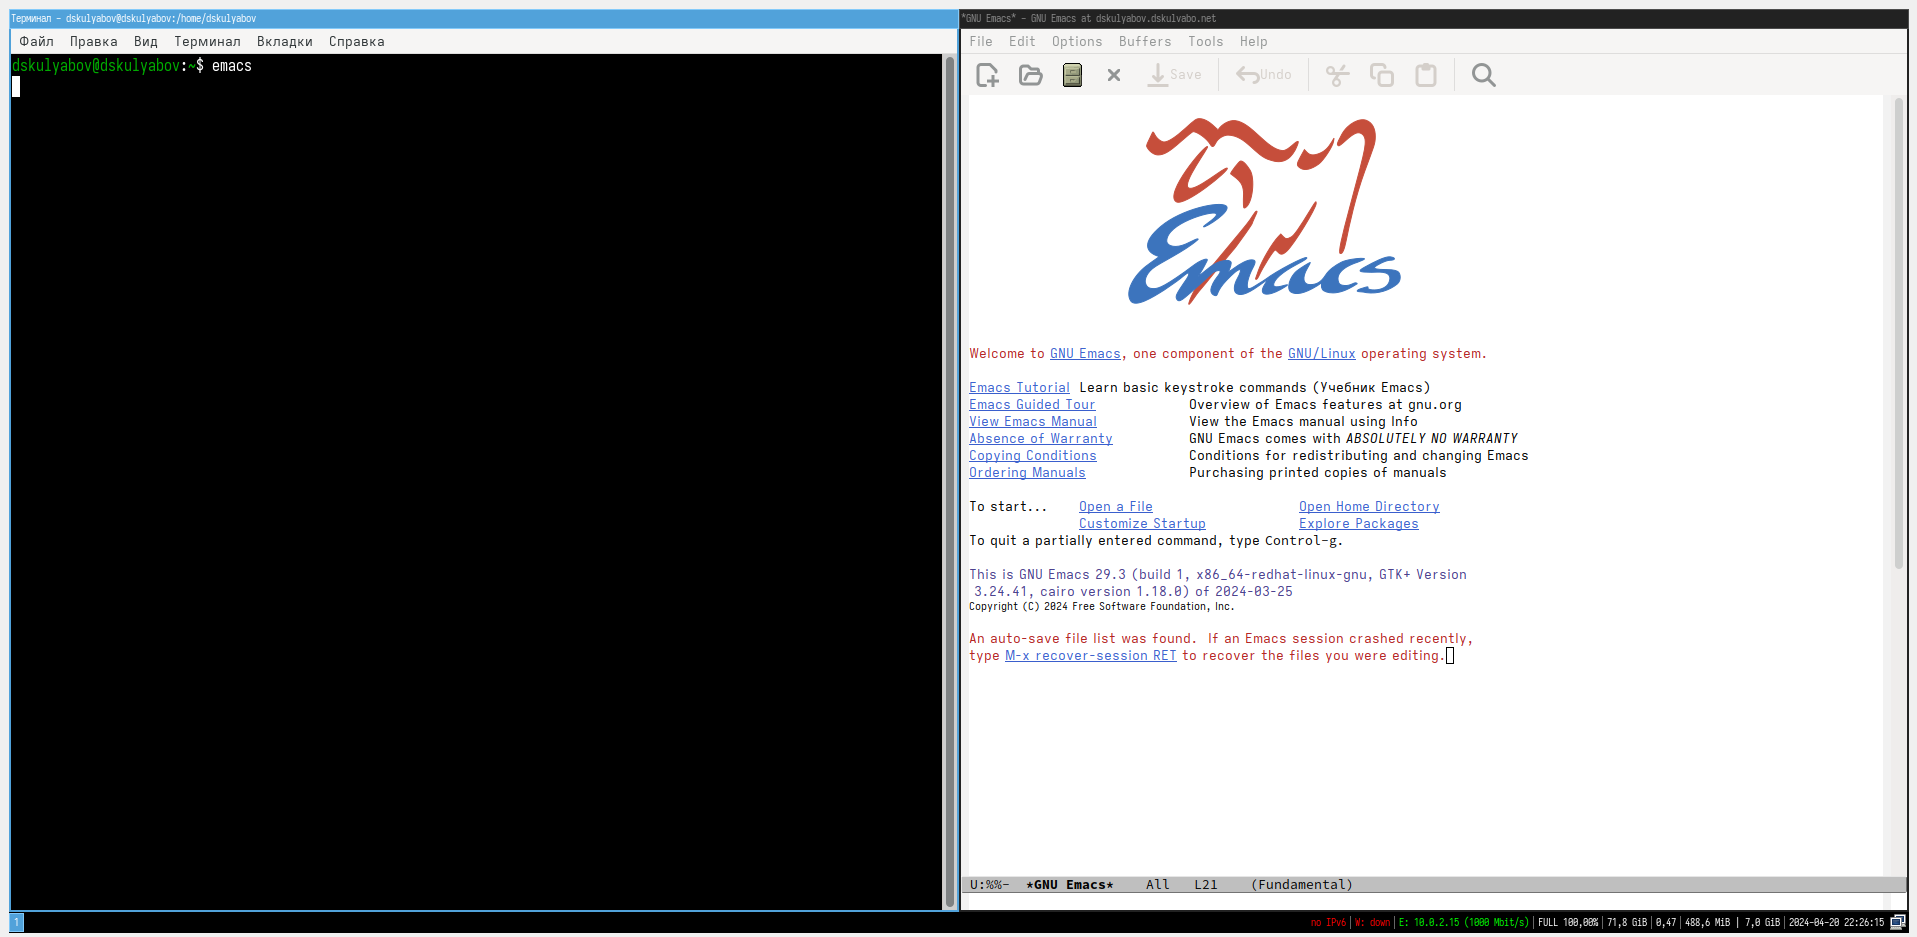 Терминал - dskulyabov@dskulyabov:/home/dskulyabov
Файл Правка Вид Терминал Вкладки Справка
dskulyabov@dskulyabov:~$ emacs
*GNU Emacs* - GNU Emacs at dskulyabov.dskulvabo.net
File Edit Options Buffers Tools Help
Save Undo
Emacs
Welcome to GNU Emacs, one component of the GNU/Linux operating system.
Emacs Tutorial Learn basic keystroke commands (Учебник Emacs)
Emacs Guided Tour Overview of Emacs features at gnu.org
View Emacs Manual View the Emacs manual using Info
Absence of Warranty GNU Emacs comes with ABSOLUTELY NO WARRANTY
Copying Conditions Conditions for redistributing and changing Emacs
Ordering Manuals Purchasing printed copies of manuals
To start... Open a File Open Home Directory
Customize Startup Explore Packages
To quit a partially entered command, type Control-g.
This is GNU Emacs 29.3 (build 1, x86_64-redhat-linux-gnu, GTK+ Version
3.24.41, cairo version 1.18.0) of 2024-03-25
Copyright (C) 2024 Free Software Foundation, Inc.
An auto-save file list was found. If an Emacs session crashed recently,
type M-x recover-session RET to recover the files you were editing.
U:%%- *GNU Emacs* All L21 (Fundamental)
1 no IPv6 | W: down | E: 10.0.2.15 (1000 Mbit/s) | FULL 100,00% | 71,8 GiB | 0,47 | 488,6 MiB | 7,0 GiB | 2024-04-20 22:26:15